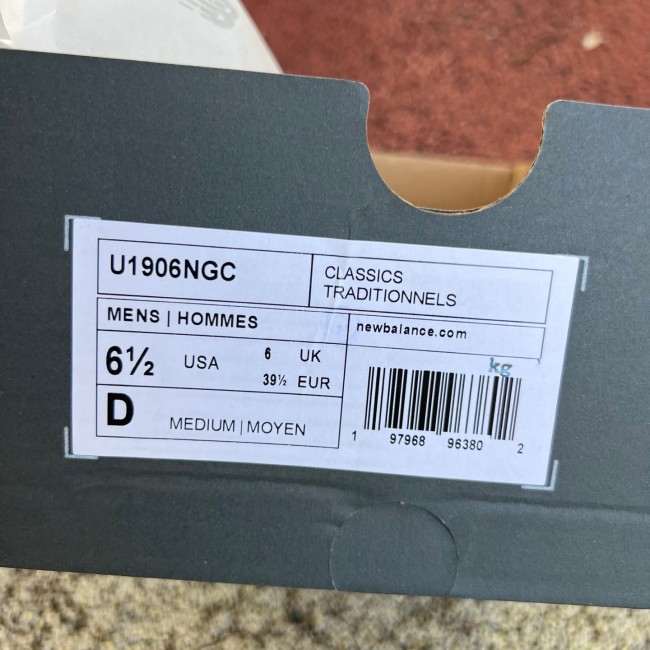 U1906NGC
CLASSICS
TRADITIONNELS
MENS | HOMMES
newbalance.com
6½ USA 6 UK
39½ EUR
kg
D MEDIUM | MOYEN
1 97968 96380 2